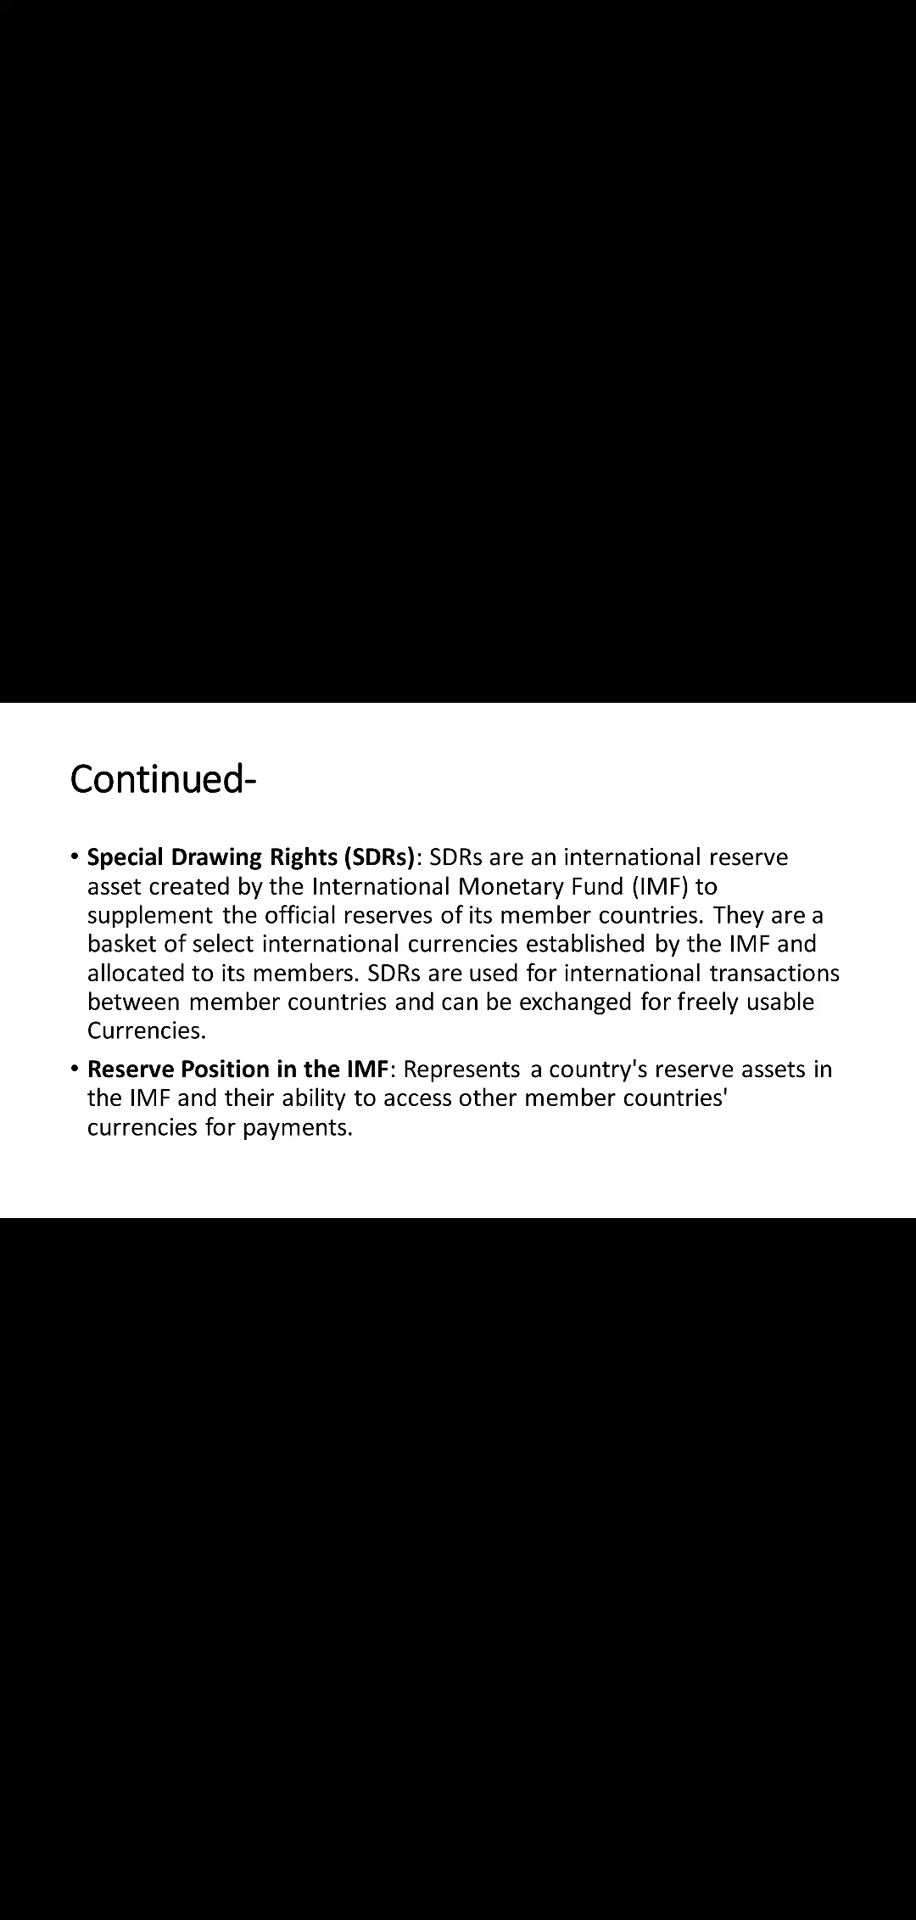 Continued-
• Special Drawing Rights (SDRs): SDRs are an international reserve
asset created by the International Monetary Fund (IMF) to
supplement the official reserves of its member countries. They are a
basket of select international currencies established by the IMF and
allocated to its members. SDRs are used for international transactions
between member countries and can be exchanged for freely usable
Currencies.
• Reserve Position in the IMF: Represents a country's reserve assets in
the IMF and their ability to access other member countries'
currencies for payments.